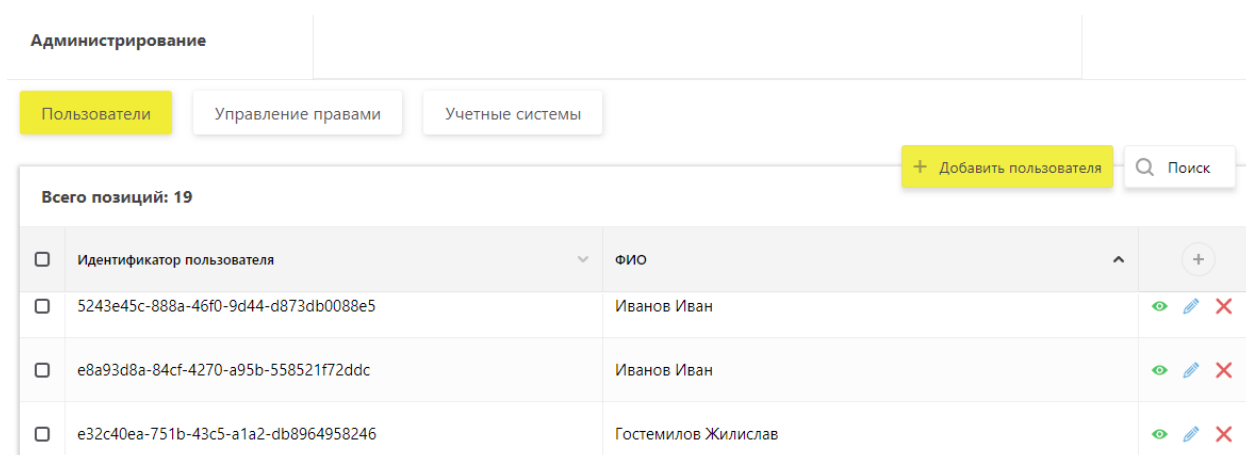 Администрирование
Пользователи Управление правами Учетные системы
+ Добавить пользователя Поиск
Всего позиций: 19
Идентификатор пользователя ФИО +
5243e45c-888a-46f0-9d44-d873db0088e5 Иванов Иван
e8a93d8a-84cf-4270-a95b-558521f72ddc Иванов Иван
e32c40ea-751b-43c5-a1a2-db8964958246 Гостемилов Жилислав